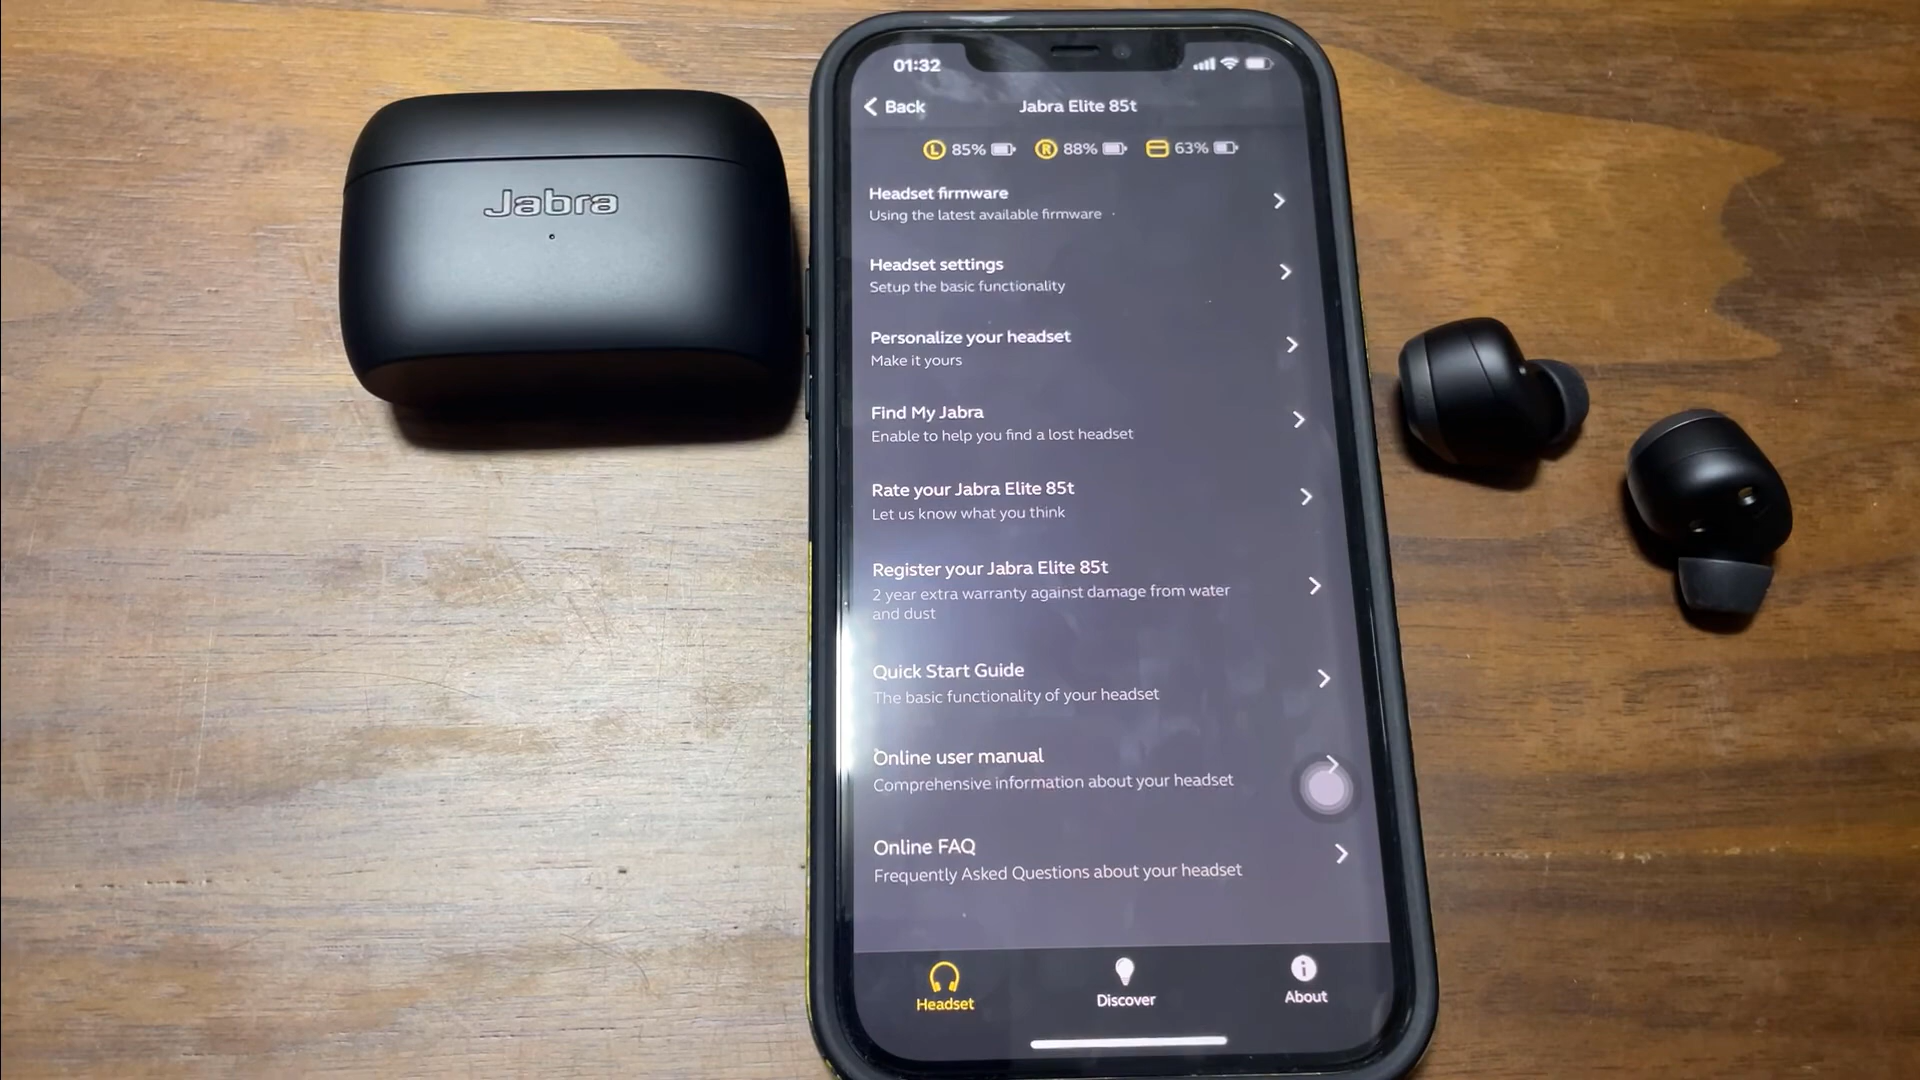 Jabra
01:32
Back
Jabra Elite 85t
L 85% R 88% 63%
Headset firmware
Using the latest available firmware
Headset settings
Setup the basic functionality
Personalize your headset
Make it yours
Find My Jabra
Enable to help you find a lost headset
Rate your Jabra Elite 85t
Let us know what you think
Register your Jabra Elite 85t
2 year extra warranty against damage from water
and dust
Quick Start Guide
The basic functionality of your headset
Online user manual
Comprehensive information about your headset
Online FAQ
Frequently Asked Questions about your headset
Headset
Discover
About